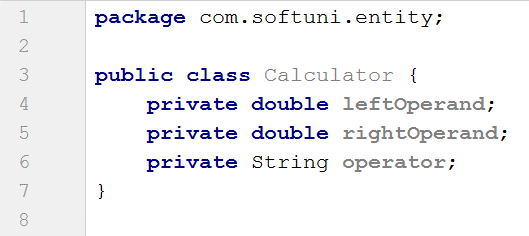 1 package com.softuni.entity;
2
3 public class Calculator {
4 private double leftOperand;
5 private double rightOperand;
6 private String operator;
7 }
8